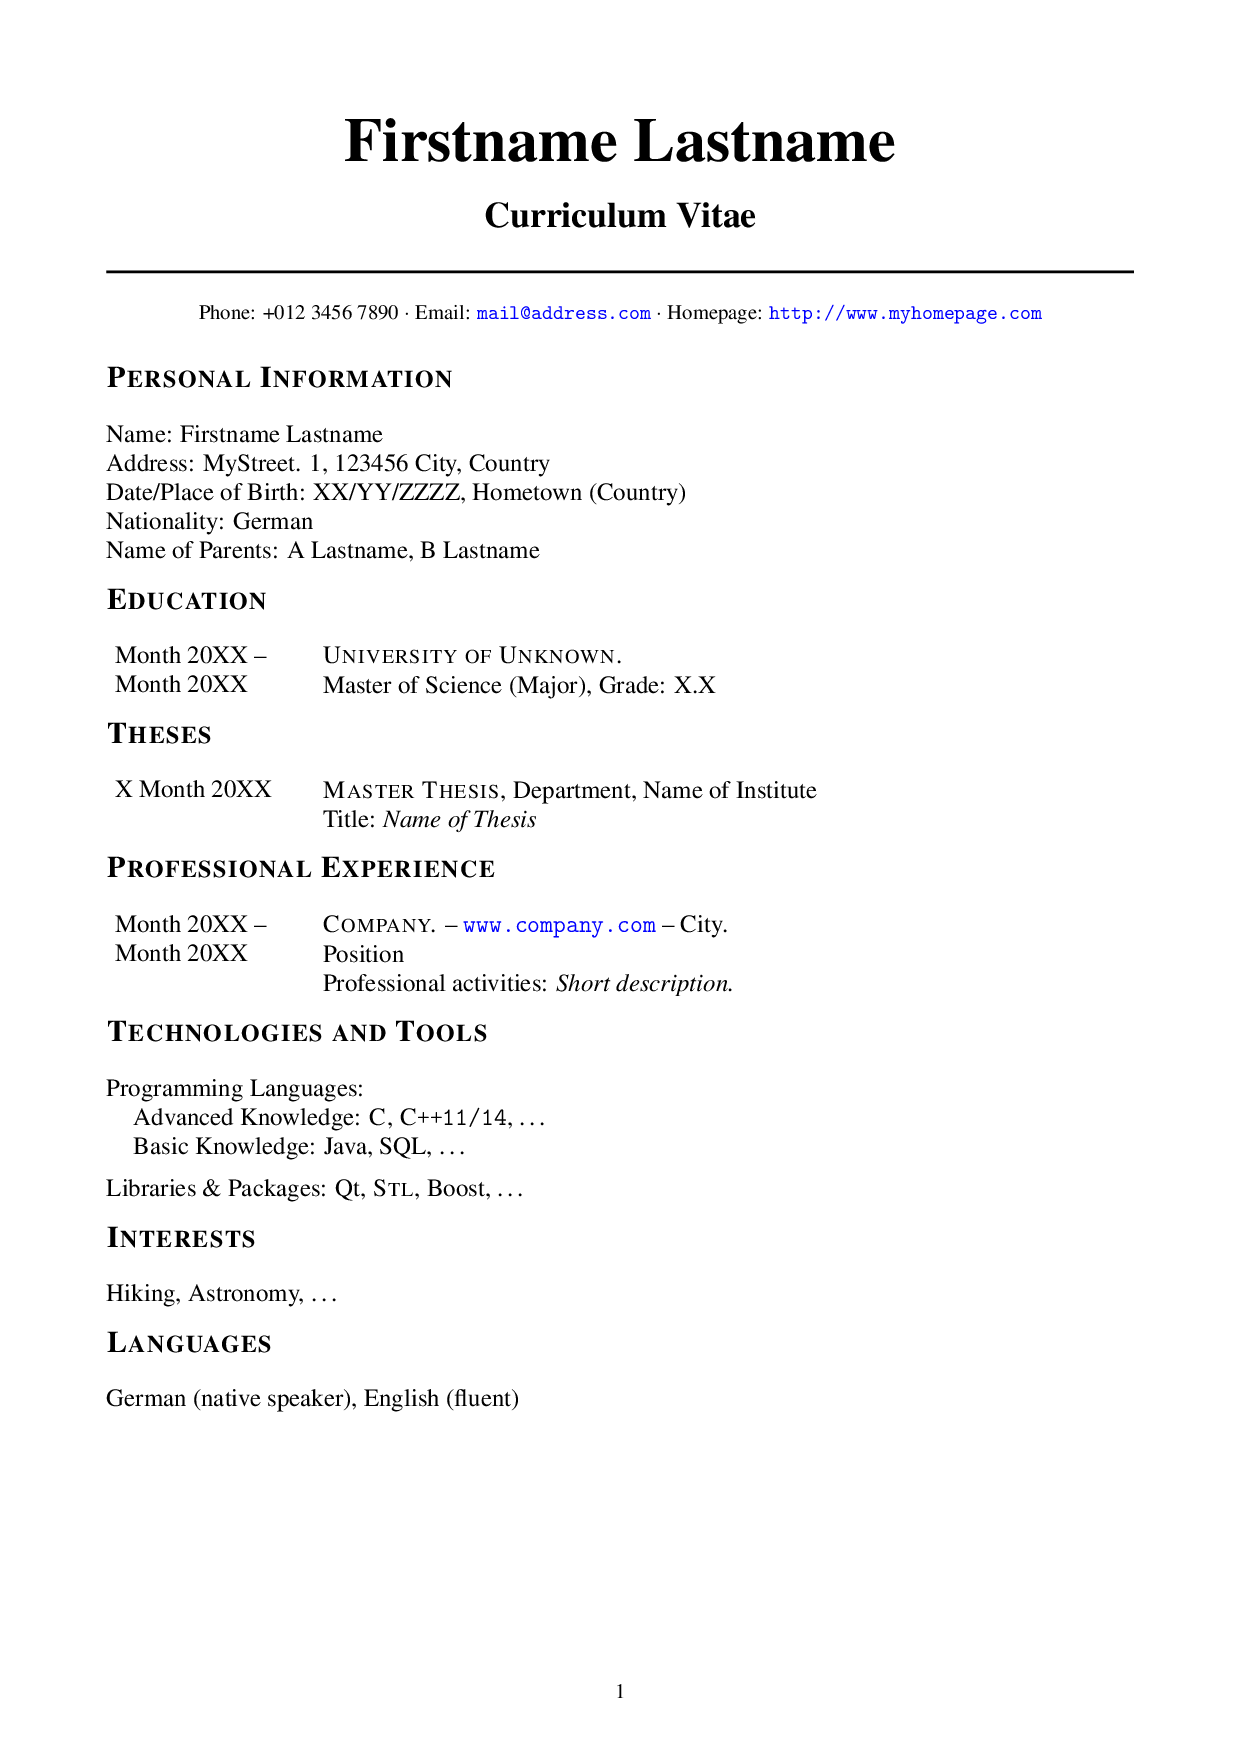 Firstname Lastname
Curriculum Vitae
Phone: +012 3456 7890 · Email: mail@address.com · Homepage: http://www.myhomepage.com
PERSONAL INFORMATION
Name: Firstname Lastname
Address: MyStreet. 1, 123456 City, Country
Date/Place of Birth: XX/YY/ZZZZ, Hometown (Country)
Nationality: German
Name of Parents: A Lastname, B Lastname
EDUCATION
Month 20XX – UNIVERSITY OF UNKNOWN.
Month 20XX Master of Science (Major), Grade: X.X
THESES
X Month 20XX MASTER THESIS, Department, Name of Institute
Title: Name of Thesis
PROFESSIONAL EXPERIENCE
Month 20XX – COMPANY. – www.company.com – City.
Month 20XX Position
Professional activities: Short description.
TECHNOLOGIES AND TOOLS
Programming Languages:
Advanced Knowledge: C, C++11/14, ...
Basic Knowledge: Java, SQL, ...
Libraries & Packages: Qt, STL, Boost, ...
INTERESTS
Hiking, Astronomy, ...
LANGUAGES
German (native speaker), English (fluent)
1